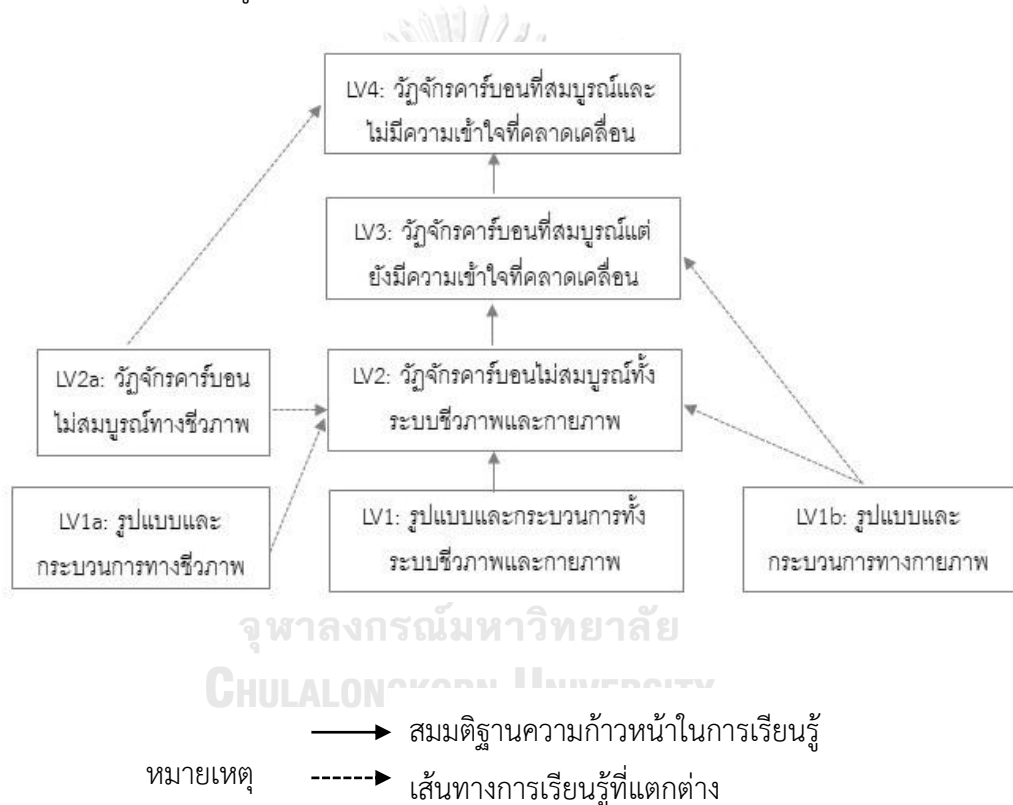 LV4: วัฏจักรคาร์บอนที่สมบูรณ์และ
ไม่มีความเข้าใจที่คลาดเคลื่อน
LV3: วัฏจักรคาร์บอนที่สมบูรณ์แต่
ยังมีความเข้าใจที่คลาดเคลื่อน
LV2a: วัฏจักรคาร์บอน
ไม่สมบูรณ์ทางชีวภาพ
LV2: วัฏจักรคาร์บอนไม่สมบูรณ์ทั้ง
ระบบชีวภาพและกายภาพ
LV1a: รูปแบบและ
กระบวนการทางชีวภาพ
LV1: รูปแบบและกระบวนการทั้ง
ระบบชีวภาพและกายภาพ
LV1b: รูปแบบและ
กระบวนการทางกายภาพ
จุฬาลงกรณ์มหาวิทยาลัย
CHULALONGKORN UNIVERSITY
สมมติฐานความก้าวหน้าในการเรียนรู้
หมายเหตุ
เส้นทางการเรียนรู้ที่แตกต่าง